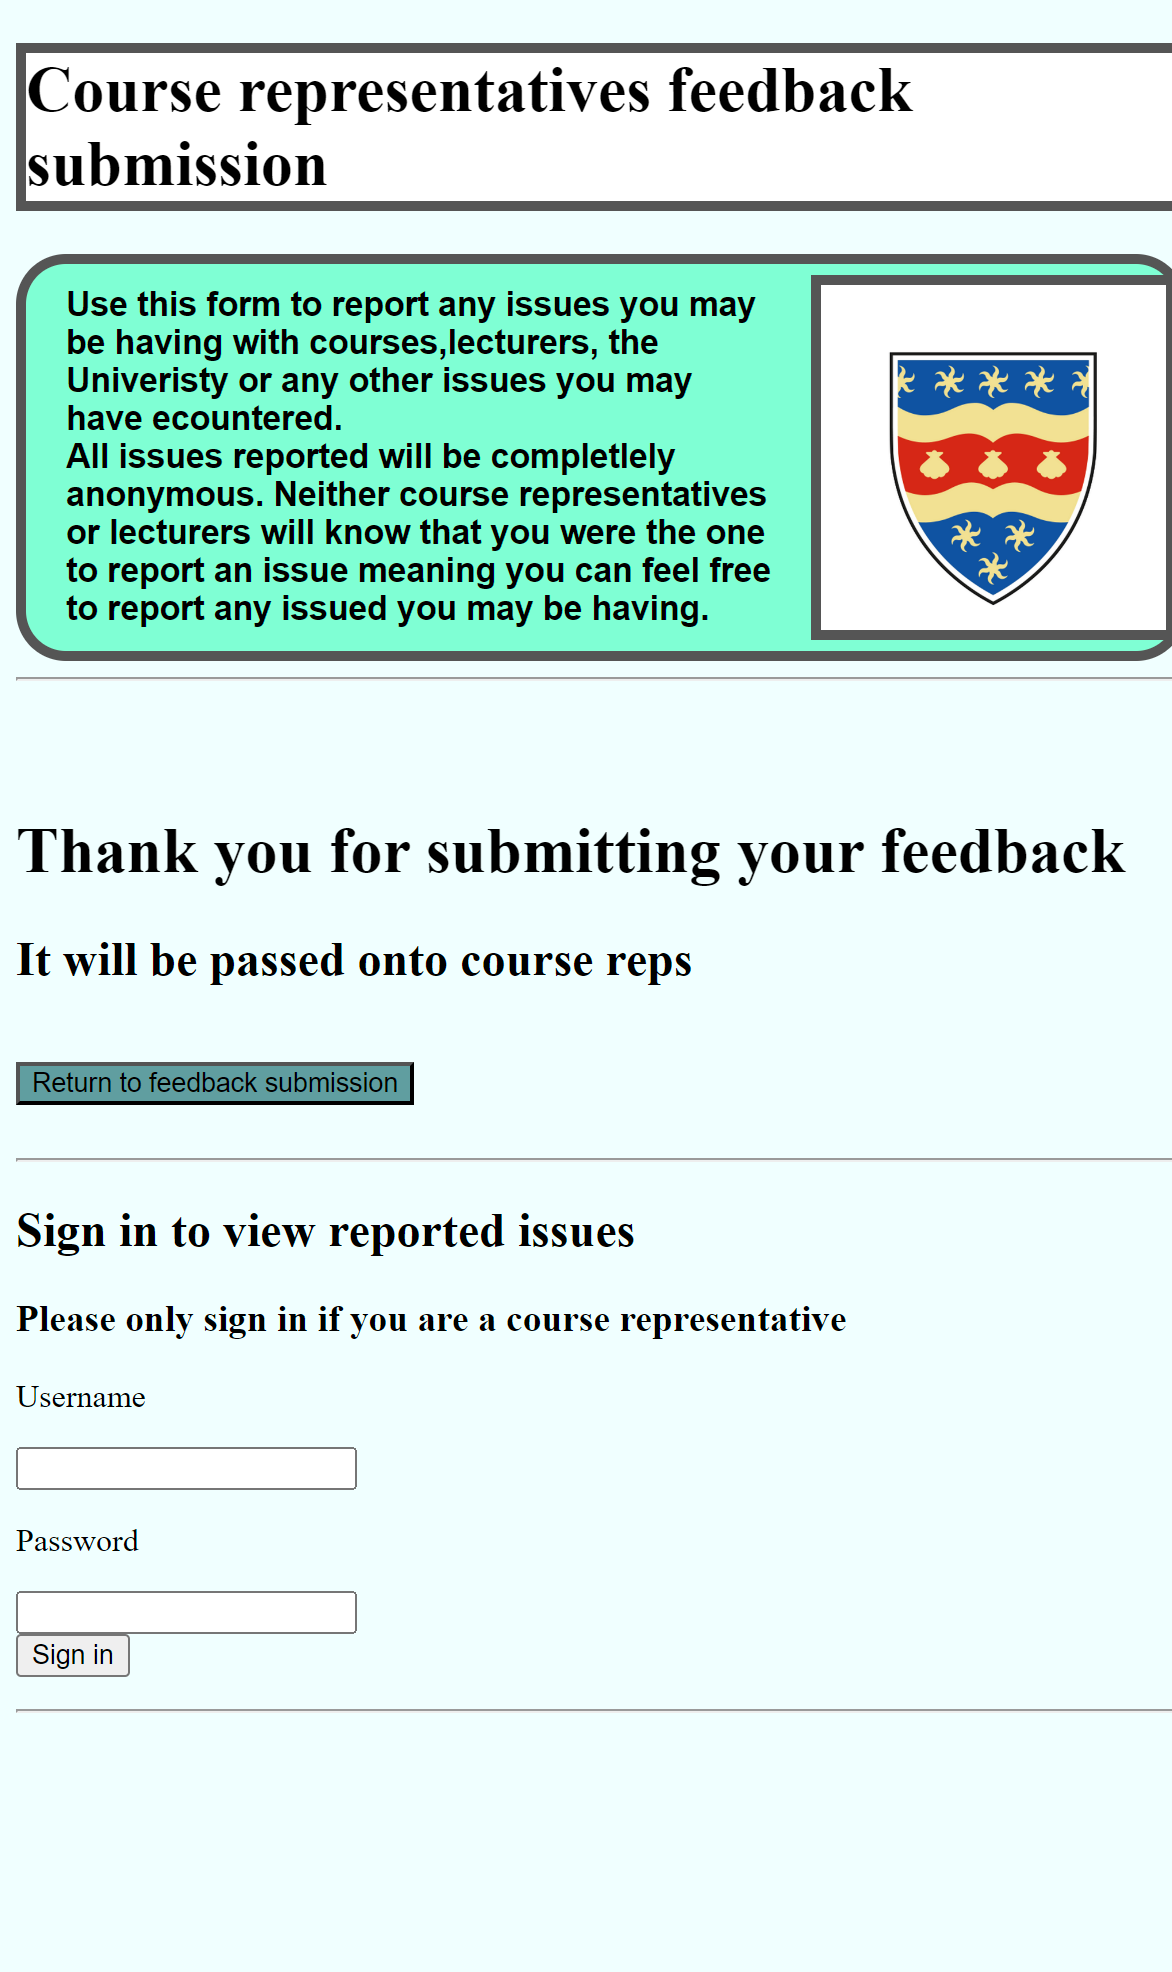 Course representatives feedback
submission
Use this form to report any issues you may
be having with courses,lecturers, the
Univeristy or any other issues you may
have ecountered.
All issues reported will be completlely
anonymous. Neither course representatives
or lecturers will know that you were the one
to report an issue meaning you can feel free
to report any issued you may be having.
Thank you for submitting your feedback
It will be passed onto course reps
Return to feedback submission
Sign in to view reported issues
Please only sign in if you are a course representative
Username
Password
Sign in